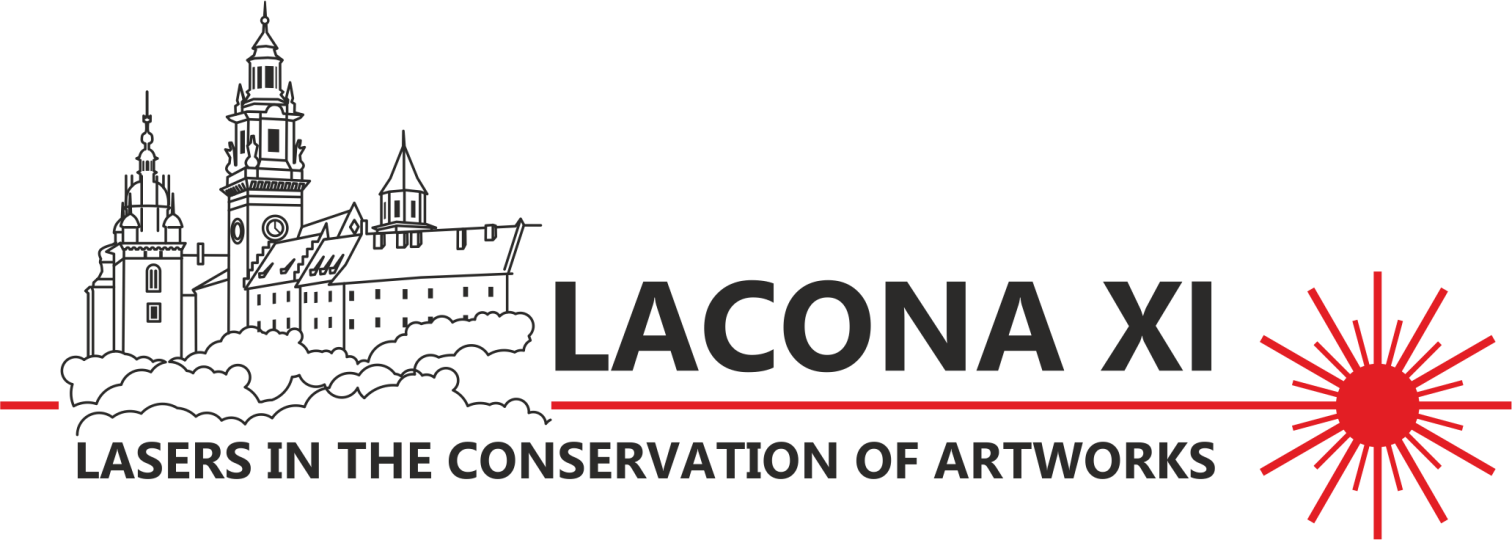 LACONA XI
LASERS IN THE CONSERVATION OF ARTWORKS